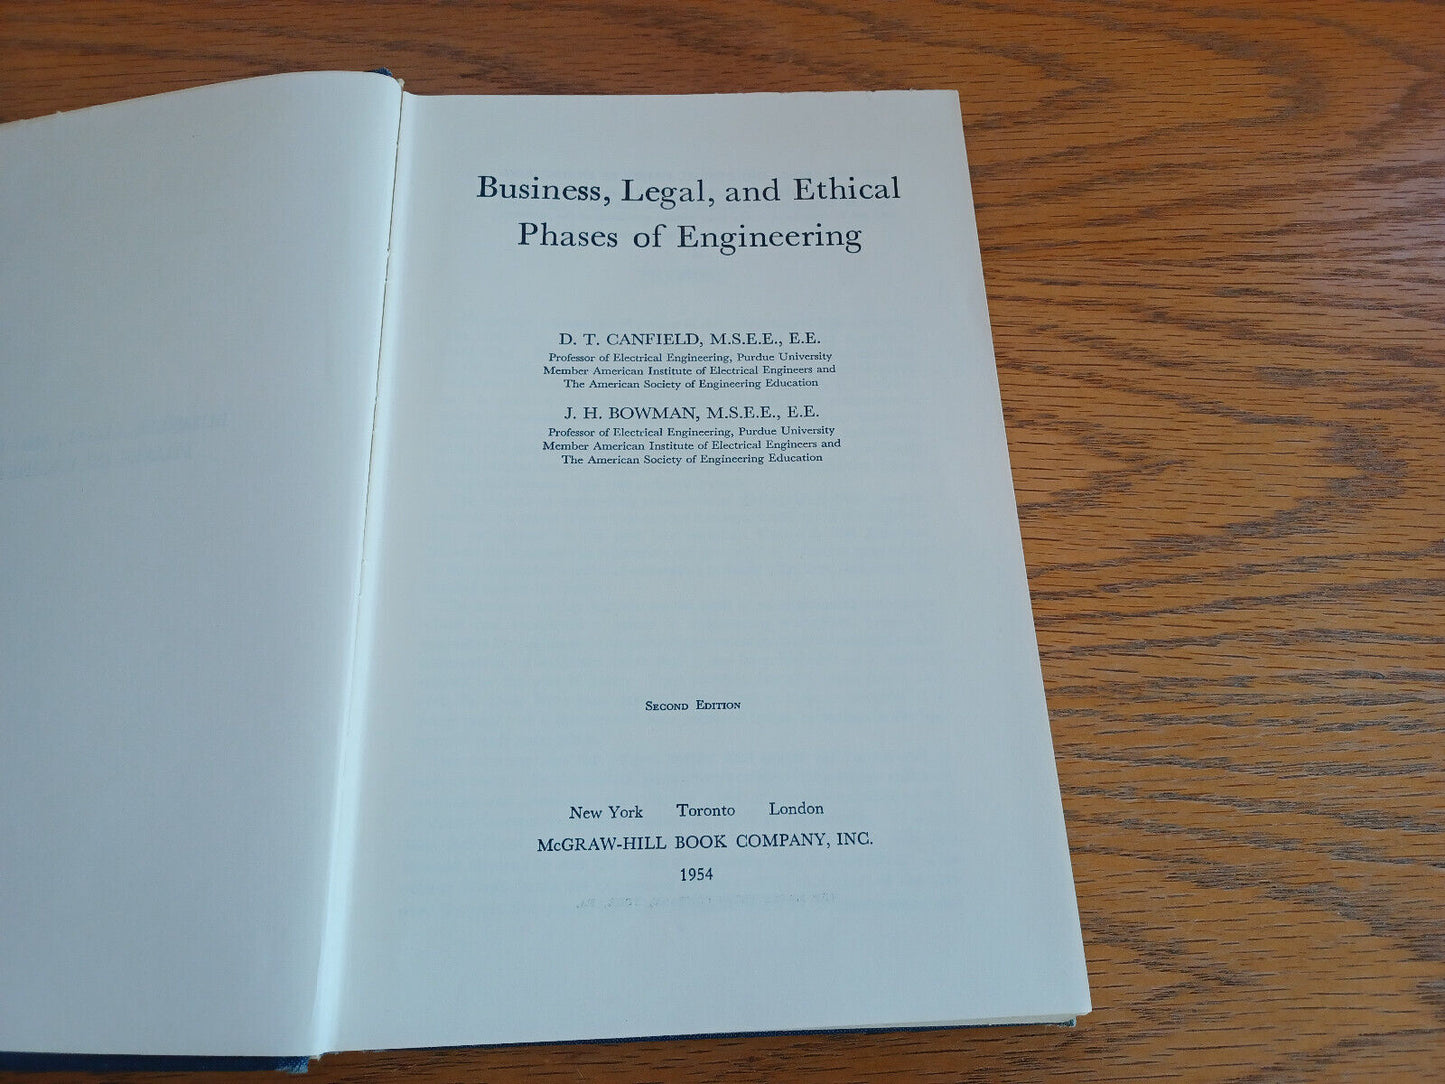 Business, Legal, and Ethical
Phases of Engineering
D. T. CANFIELD, M.S.E.E., E.E.
Professor of Electrical Engineering, Purdue University
Member American Institute of Electrical Engineers and
The American Society of Engineering Education
J. H. BOWMAN, M.S.E.E., E.E.
Professor of Electrical Engineering, Purdue University
Member American Institute of Electrical Engineers and
The American Society of Engineering Education
Second Edition
New York Toronto London
McGRAW-HILL BOOK COMPANY, INC.
1954